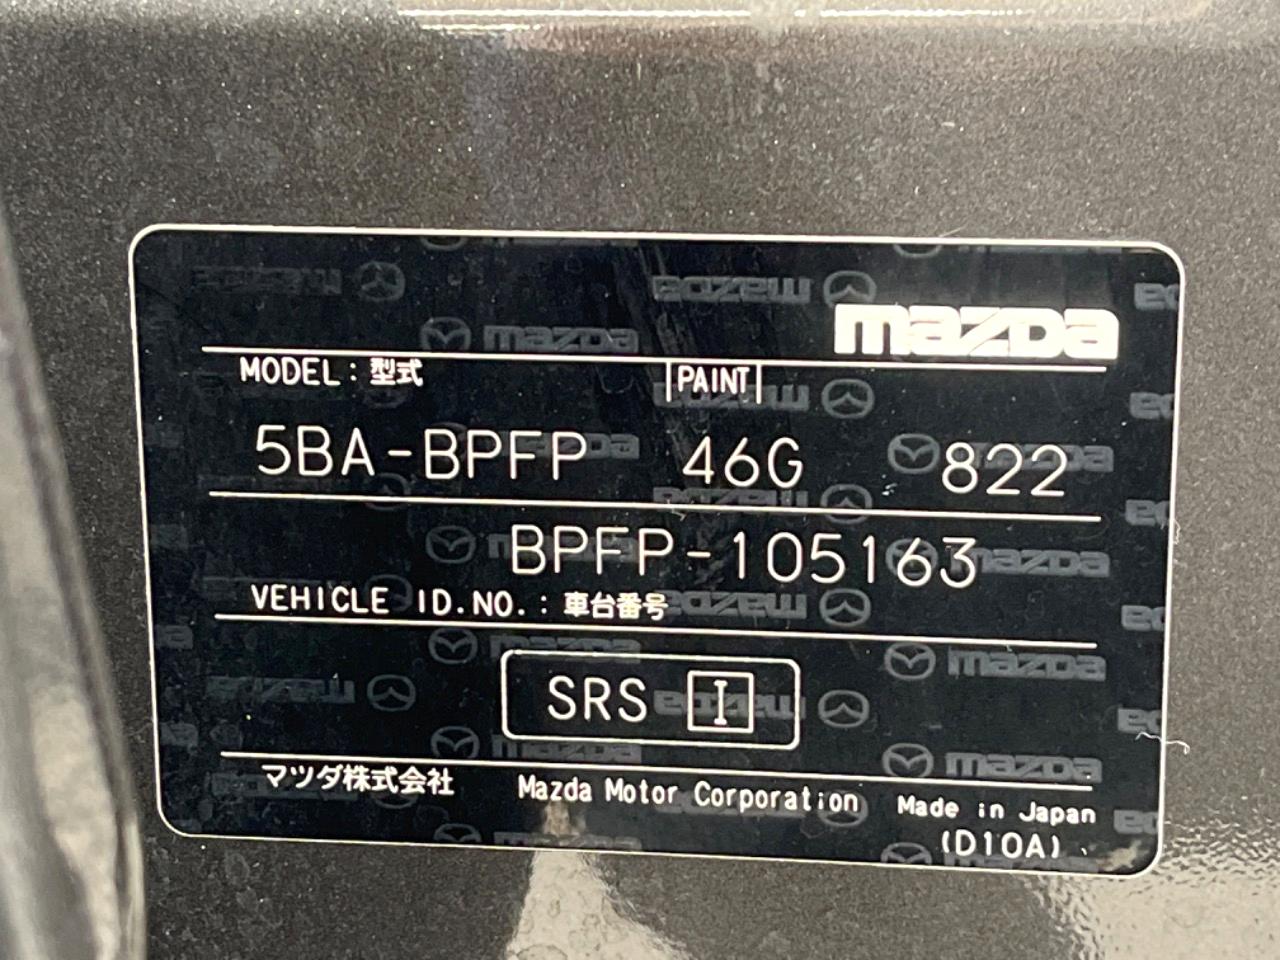 mazda
MODEL : 型式 PAINT
5BA-BPFP 46G 822
BPFP-105163
VEHICLE ID.NO. : 車台番号
SRS I
マツダ株式会社 Mazda Motor Corporation Made in Japan
(D10A)